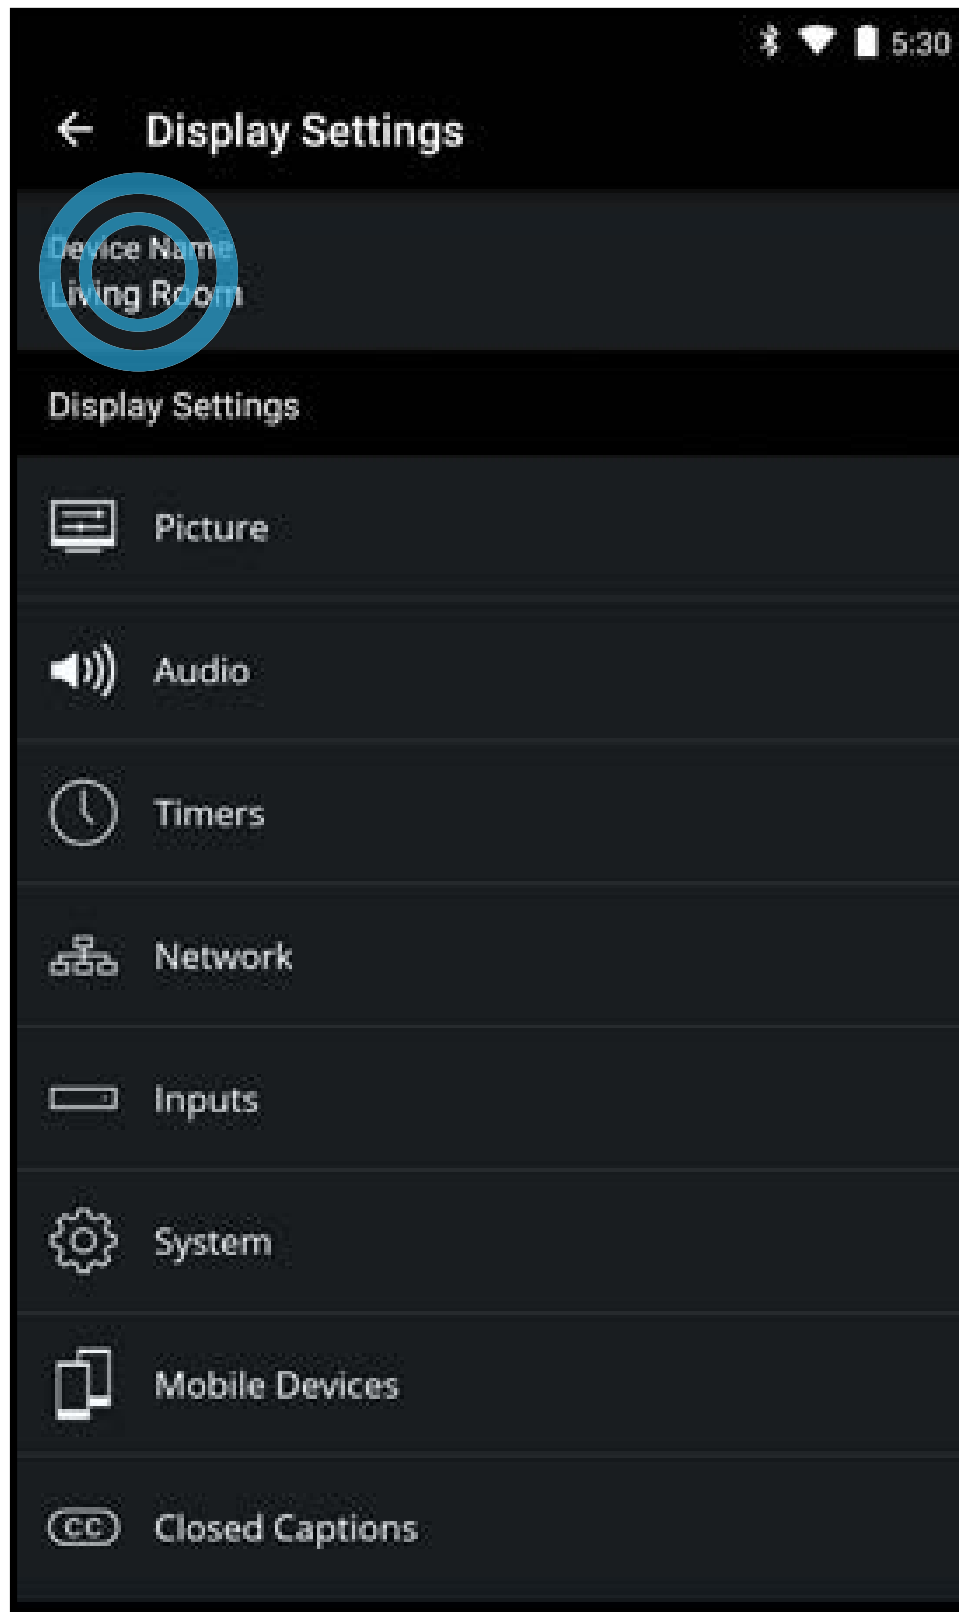 5:30
Display Settings
Device Name
Living Room
Display Settings
Picture
Audio
Timers
Network
Inputs
System
Mobile Devices
CC Closed Captions